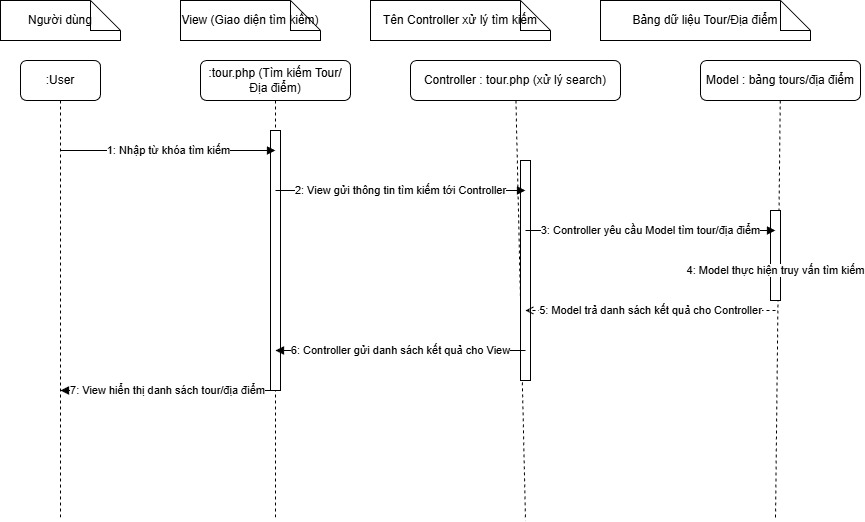 Người dùng
View (Giao diện tìm kiếm)
Tên Controller xử lý tìm kiếm
Bảng dữ liệu Tour/Địa điểm
:User
:tour.php (Tìm kiếm Tour/
Địa điểm)
Controller : tour.php (xử lý search)
Model : bảng tours/địa điểm
1: Nhập từ khóa tìm kiếm
2: View gửi thông tin tìm kiếm tới Controller
3: Controller yêu cầu Model tìm tour/địa điểm
4: Model thực hiện truy vấn tìm kiếm
5: Model trả danh sách kết quả cho Controller
6: Controller gửi danh sách kết quả cho View
7: View hiển thị danh sách tour/địa điểm